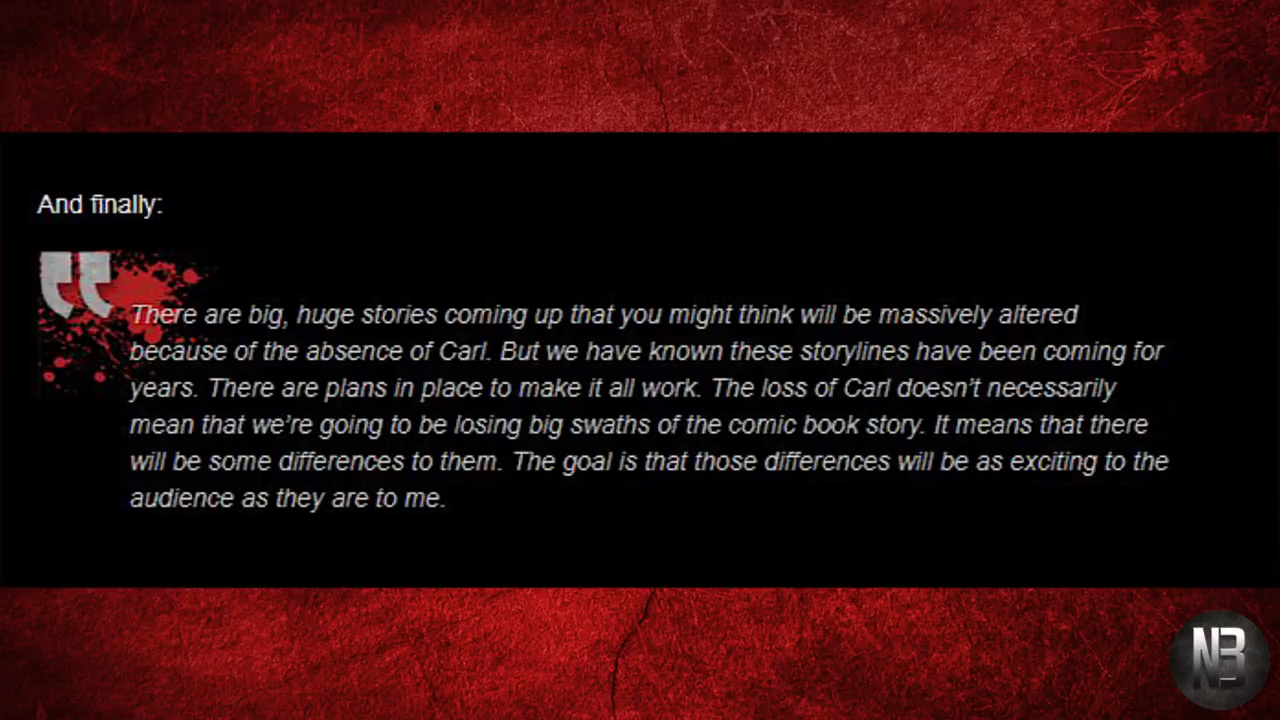 And finally:
There are big, huge stories coming up that you might think will be massively altered
because of the absence of Carl. But we have known these storylines have been coming for
years. There are plans in place to make it all work. The loss of Carl doesn’t necessarily
mean that we’re going to be losing big swaths of the comic book story. It means that there
will be some differences to them. The goal is that those differences will be as exciting to the
audience as they are to me.